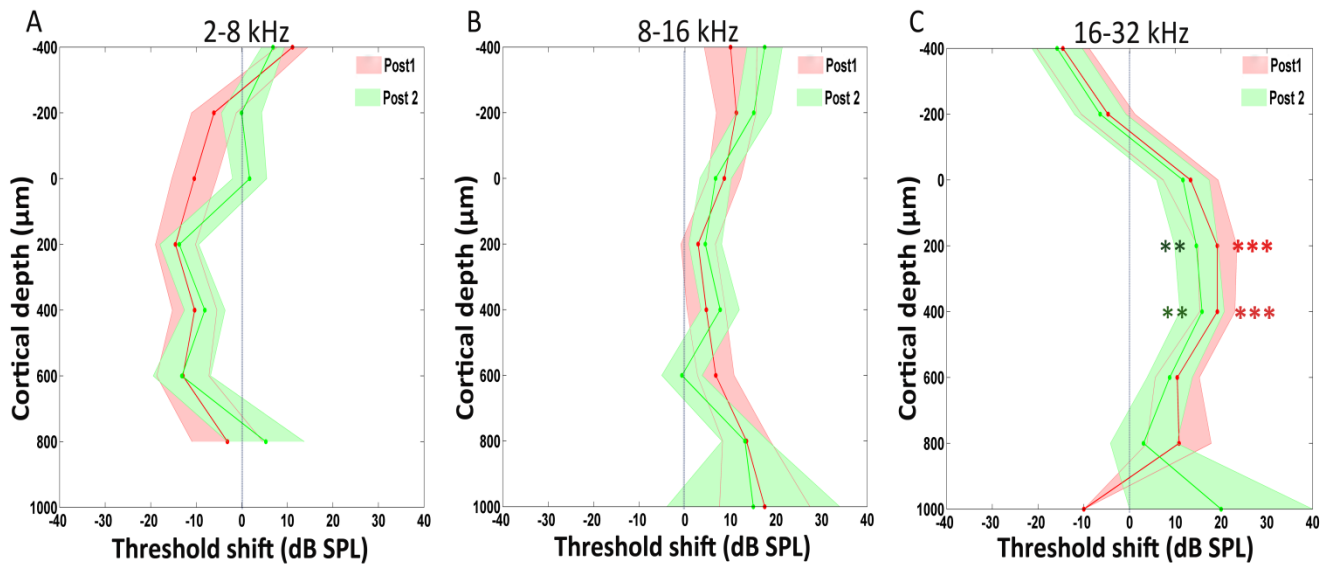 A
2-8 kHz
-400
-200
0
200
400
600
800
1000
Cortical depth (µm)
Post1
Post 2
-40 -30 -20 -10 0 10 20 30 40
Threshold shift (dB SPL)
B
8-16 kHz
-400
-200
0
200
400
600
800
1000
Cortical depth (µm)
Post1
Post 2
-40 -30 -20 -10 0 10 20 30 40
Threshold shift (dB SPL)
C
16-32 kHz
-400
-200
0
200
400
600
800
1000
Cortical depth (µm)
Post1
Post 2
** ***
** ***
-40 -30 -20 -10 0 10 20 30 40
Threshold shift (dB SPL)